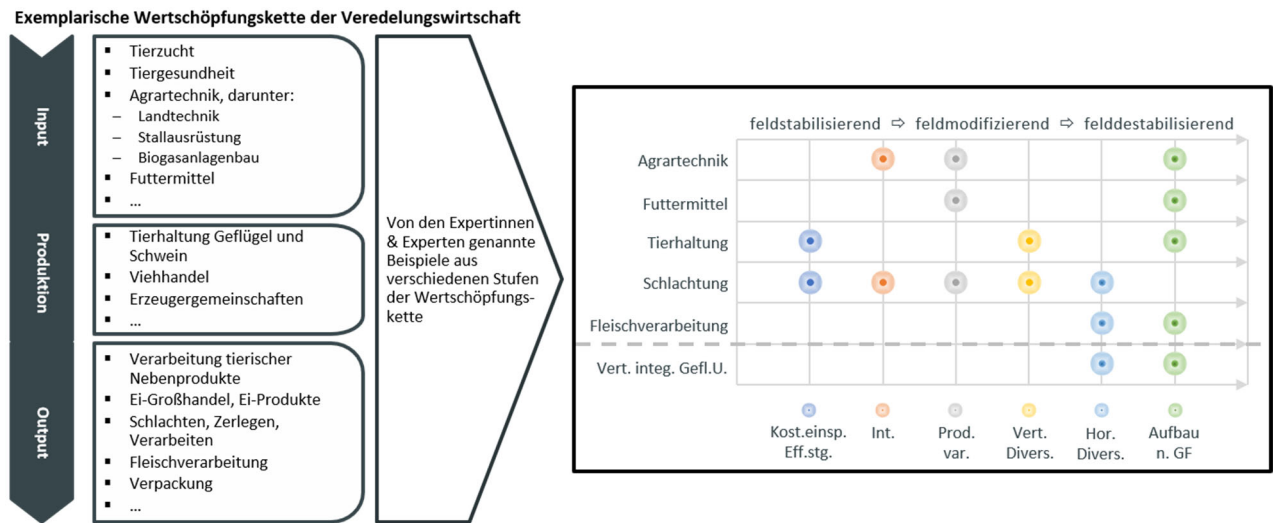 Exemplarische Wertschöpfungskette der Veredelungswirtschaft
Input
▪ Tierzucht
▪ Tiergesundheit
▪ Agrartechnik, darunter:
– Landtechnik
– Stallausrüstung
– Biogasanlagenbau
▪ Futtermittel
▪ ...
Produktion
▪ Tierhaltung Geflügel und
Schwein
▪ Viehhandel
▪ Erzeugergemeinschaften
▪ ...
Output
▪ Verarbeitung tierischer
Nebenprodukte
▪ Ei-Großhandel, Ei-Produkte
▪ Schlachten, Zerlegen,
Verarbeiten
▪ Fleischverarbeitung
▪ Verpackung
▪ ...
Von den Expertinnen
& Experten genannte
Beispiele aus
verschiedenen Stufen
der Wertschöpfungs-
kette
feldstabilisierend ⇨ feldmodifizierend ⇨ felddestabilisierend
Agrartechnik
Futtermittel
Tierhaltung
Schlachtung
Fleischverarbeitung
Vert. integ. Gefl.U.
Kost.einsp.
Eff.stg.
Int.
Prod.
var.
Vert.
Divers.
Hor.
Divers.
Aufbau
n. GF